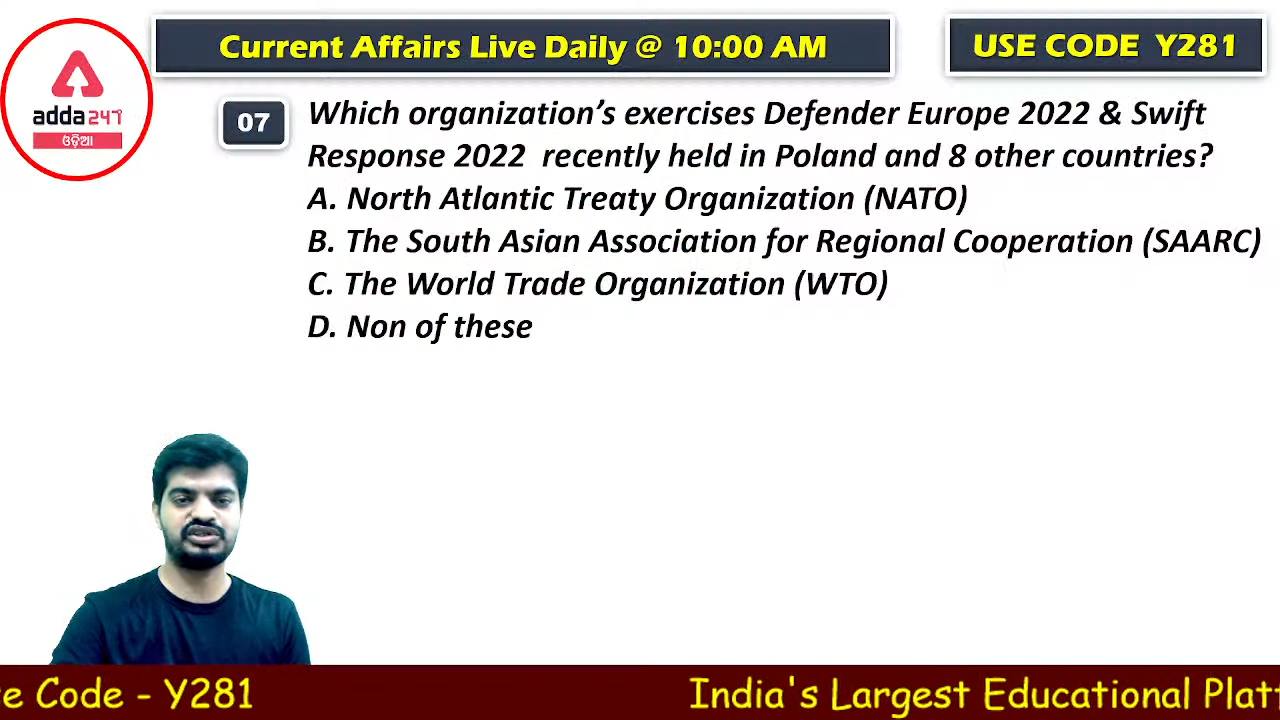 Current Affairs Live Daily @ 10:00 AM
USE CODE Y281
adda247
ଓଡ଼ିଆ
07
Which organization’s exercises Defender Europe 2022 & Swift
Response 2022 recently held in Poland and 8 other countries?
A. North Atlantic Treaty Organization (NATO)
B. The South Asian Association for Regional Cooperation (SAARC)
C. The World Trade Organization (WTO)
D. Non of these
e Code - Y281
India's Largest Educational Platf